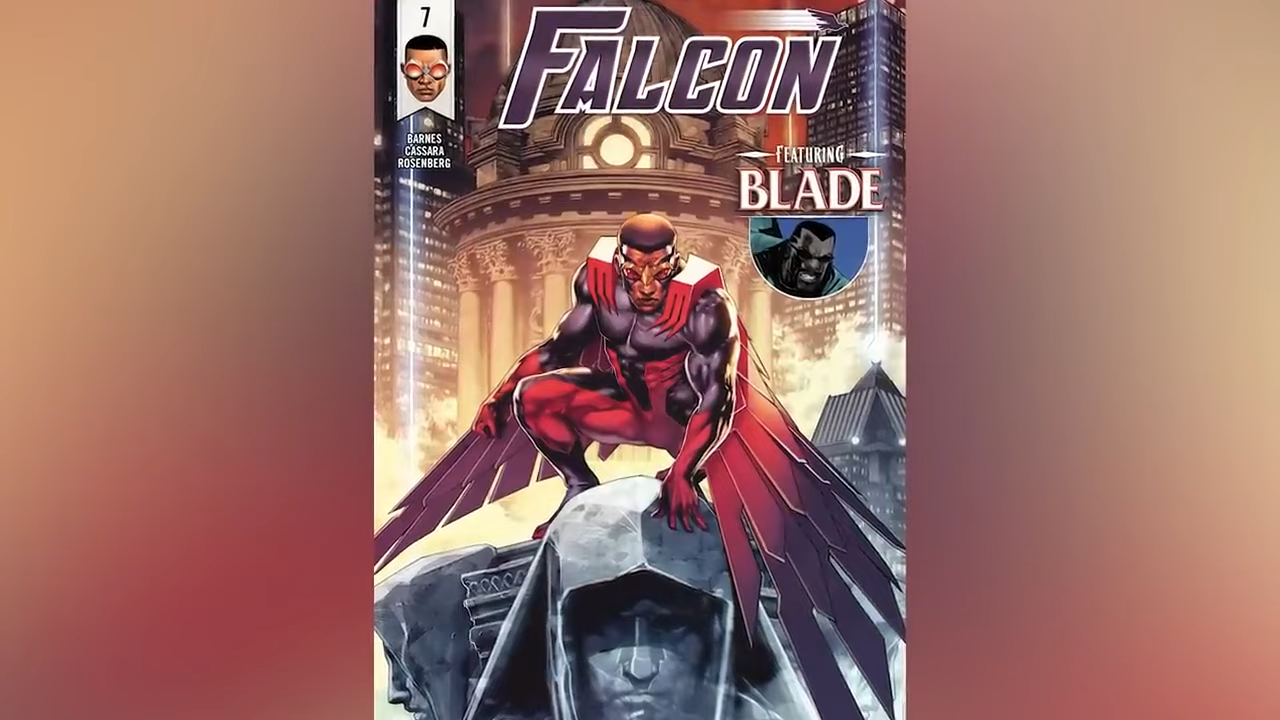 7
FALCON
BARNES
CASSARA
ROSENBERG
FEATURING
BLADE